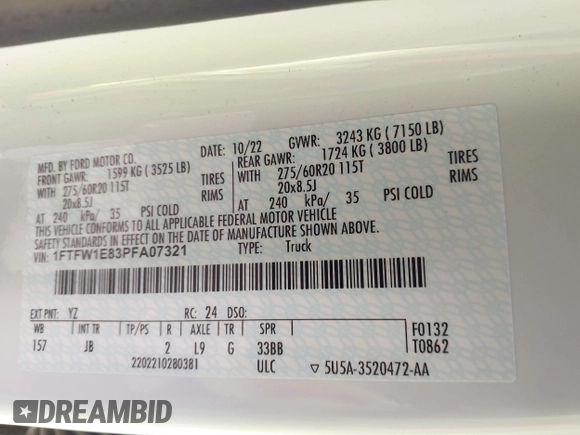 MFD. BY FORD MOTOR CO.
DATE: 10/22 GVWR: 3243 KG ( 7150 LB)
FRONT GAWR: 1599 KG ( 3525 LB)
REAR GAWR: 1724 KG ( 3800 LB)
WITH 275/60R20 115T TIRES
WITH 275/60R20 115T TIRES
20x8.5J RIMS
20x8.5J RIMS
AT 240 kPa/ 35 PSI COLD
AT 240 kPa/ 35 PSI COLD
THIS VEHICLE CONFORMS TO ALL APPLICABLE FEDERAL MOTOR VEHICLE
SAFETY STANDARDS IN EFFECT ON THE DATE OF MANUFACTURE SHOWN ABOVE.
VIN: 1FTFW1E83PFA07321 TYPE: Truck
EXT PNT: YZ RC: 24 DSO:
WB INT TR TP/PS R AXLE TR SPR F0132
157 JB 2 L9 G 33BB T0862
2202210280381 ULC ▽ 5U5A-3520472-AA
DREAMBID